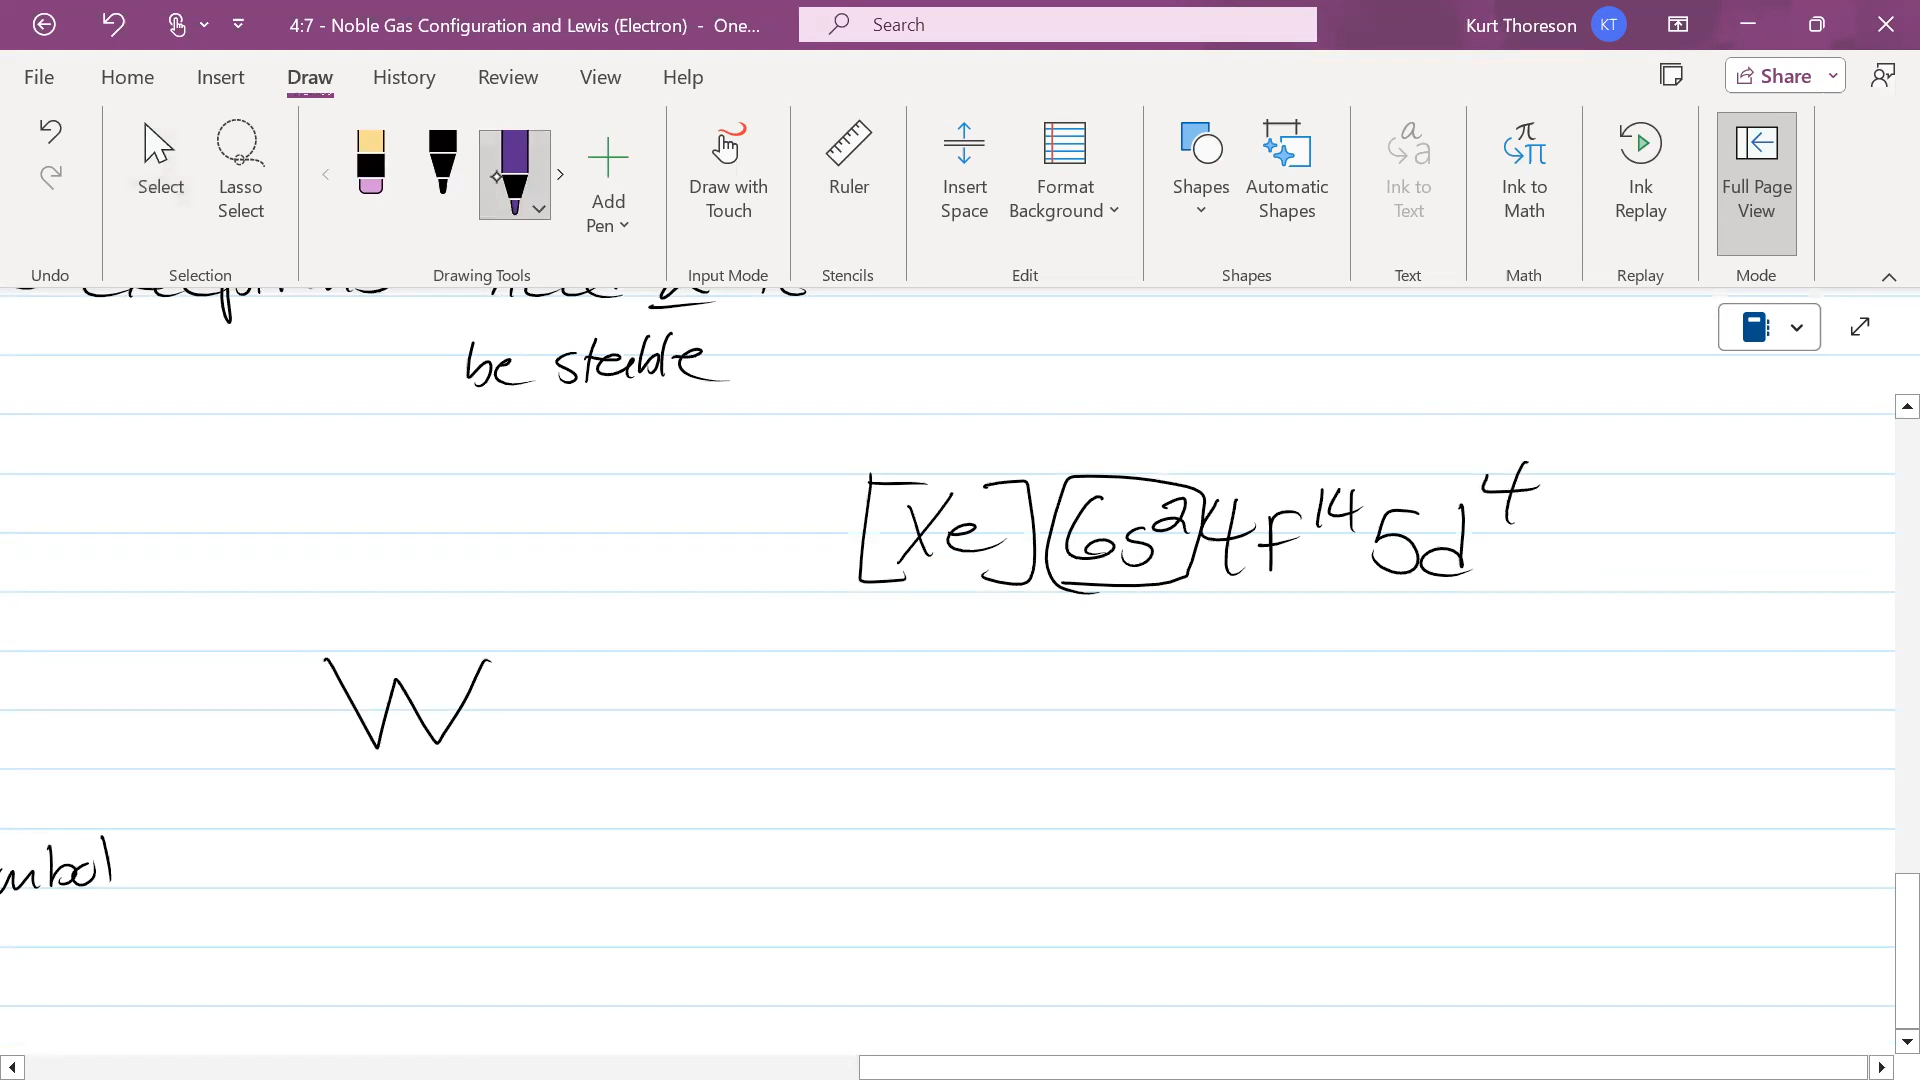 4:7 - Noble Gas Configuration and Lewis (Electron) - One...
Search
Kurt Thoreson KT
File Home Insert Draw History Review View Help
Share
Select
Lasso Select
Add Pen
Draw with Touch
Ruler
Insert Space
Format Background
Shapes
Automatic Shapes
Ink to Text
Ink to Math
Ink Replay
Full Page View
Undo Selection Drawing Tools Input Mode Stencils Edit Shapes Text Math Replay Mode
be stable
[Xe] 6s² 4f¹⁴ 5d⁴
W
mbol